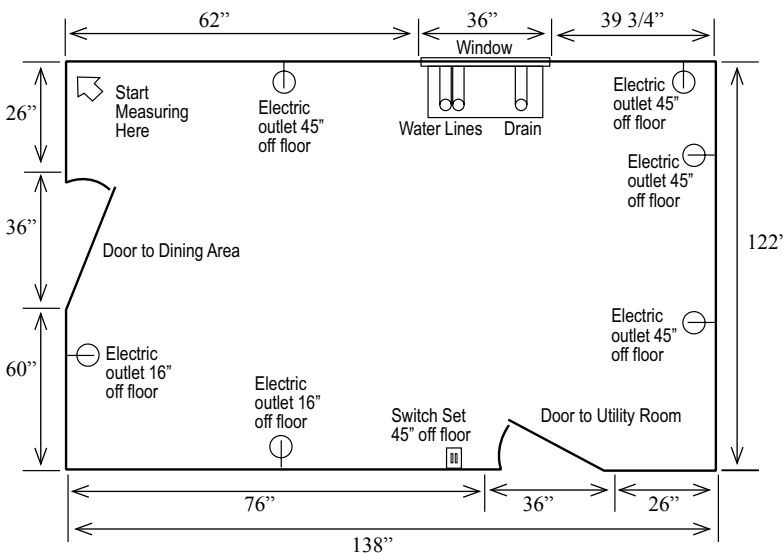 62”
36”
39 3/4”
Window
26”
Start
Measuring
Here
Electric
outlet 45”
off floor
Water Lines
Drain
Electric
outlet 45”
off floor
Electric
outlet 45”
off floor
36”
Door to Dining Area
122”
60”
Electric
outlet 16”
off floor
Electric
outlet 45”
off floor
Electric
outlet 16”
off floor
Switch Set
45” off floor
Door to Utility Room
76”
36”
26”
138”